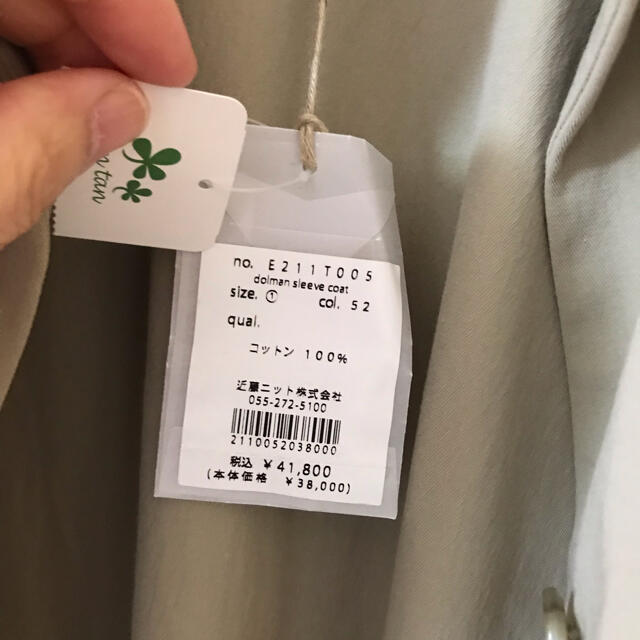 tan
no. E211T005
dolman sleeve coat
size. ① col. 52
qual.
コットン 100%
近藤ニット株式会社
055-272-5100
2110052038000
税込 ¥41,800
(本体価格 ¥38,000)